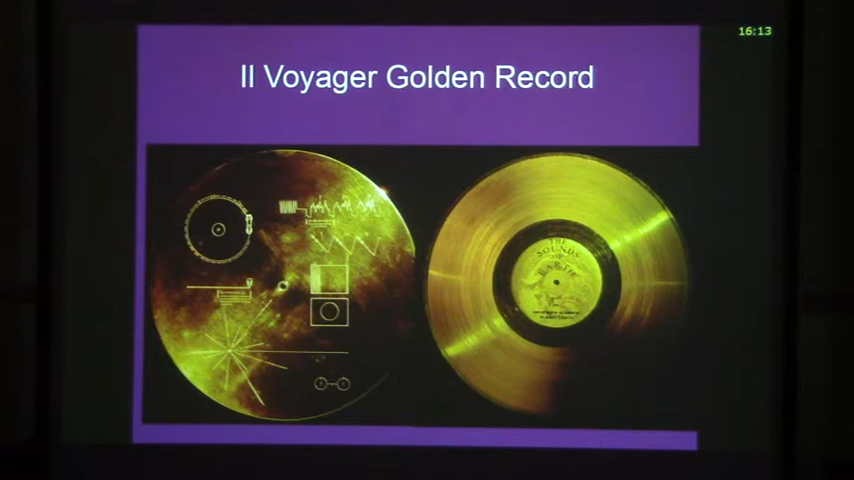 16:13
Il Voyager Golden Record
THE
SOUNDS
OF
EARTH